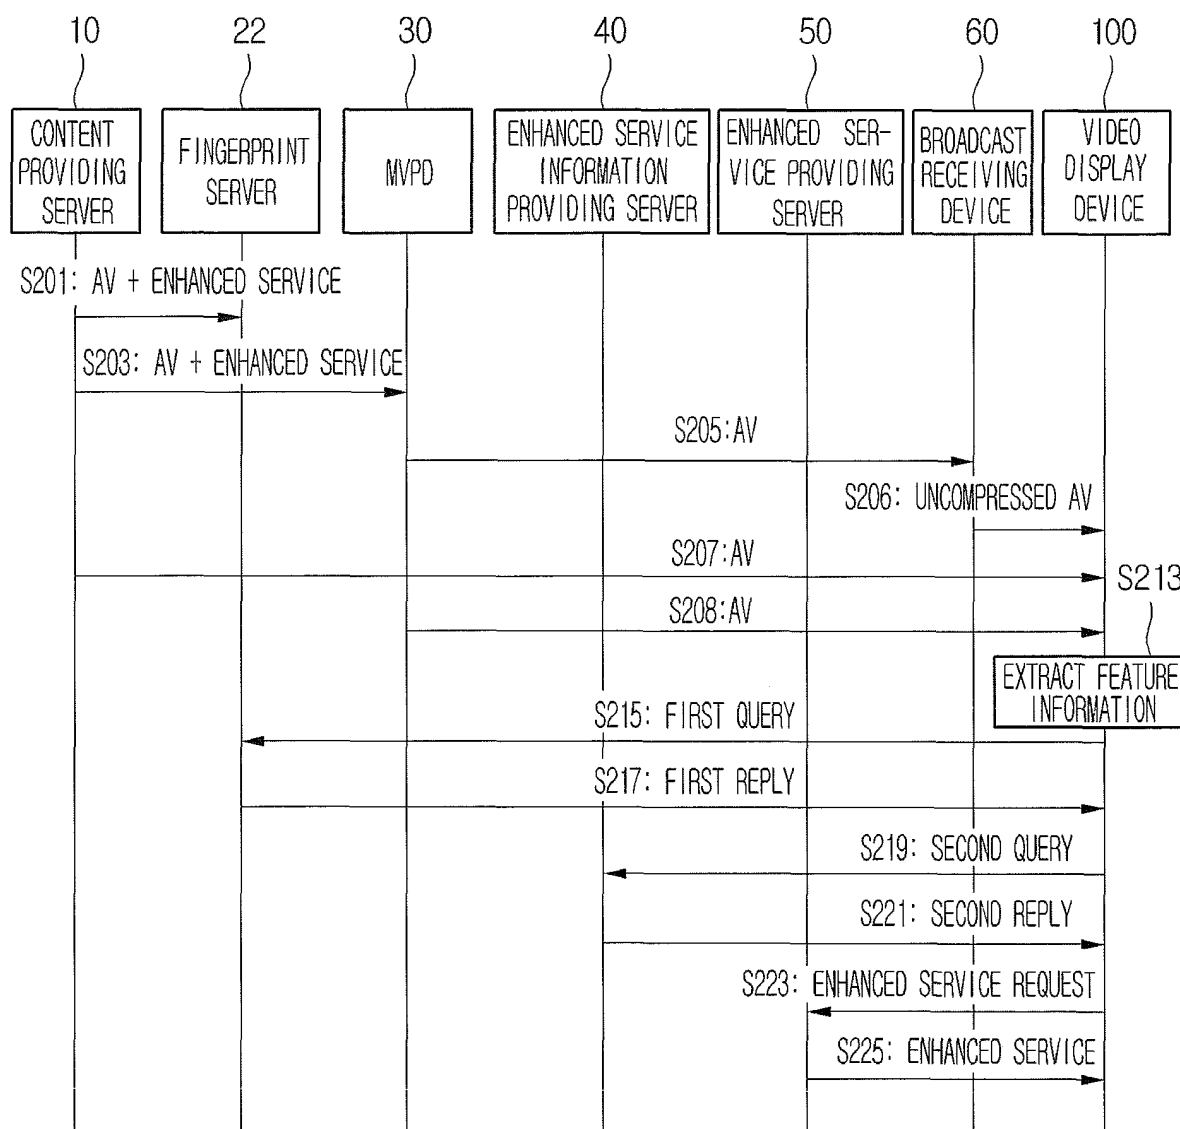 10
22
30
40
50
60
100
CONTENT
PROVIDING
SERVER
FINGERPRINT
SERVER
MVPD
ENHANCED SERVICE
INFORMATION
PROVIDING SERVER
ENHANCED SER-
VICE PROVIDING
SERVER
BROADCAST
RECEIVING
DEVICE
VIDEO
DISPLAY
DEVICE
S201: AV + ENHANCED SERVICE
S203: AV + ENHANCED SERVICE
S205:AV
S206: UNCOMPRESSED AV
S207:AV
S213
S208:AV
EXTRACT FEATURE
INFORMATION
S215: FIRST QUERY
S217: FIRST REPLY
S219: SECOND QUERY
S221: SECOND REPLY
S223: ENHANCED SERVICE REQUEST
S225: ENHANCED SERVICE